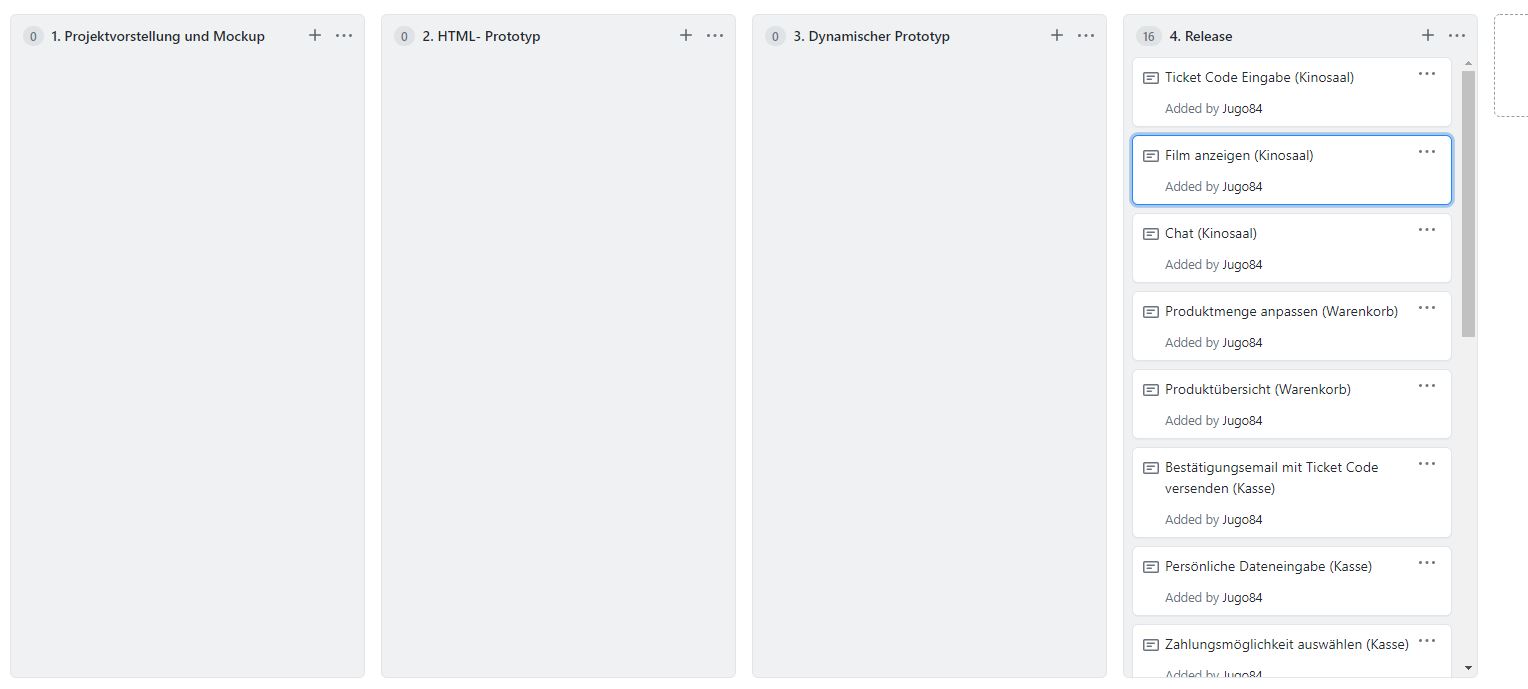 0 1. Projektvorstellung und Mockup
0 2. HTML- Prototyp
0 3. Dynamischer Prototyp
16 4. Release
Ticket Code Eingabe (Kinosaal)
Added by Jugo84
Film anzeigen (Kinosaal)
Added by Jugo84
Chat (Kinosaal)
Added by Jugo84
Produktmenge anpassen (Warenkorb)
Added by Jugo84
Produktübersicht (Warenkorb)
Added by Jugo84
Bestätigungsemail mit Ticket Code
versenden (Kasse)
Added by Jugo84
Persönliche Dateneingabe (Kasse)
Added by Jugo84
Zahlungsmöglichkeit auswählen (Kasse)
Added by Jugo84